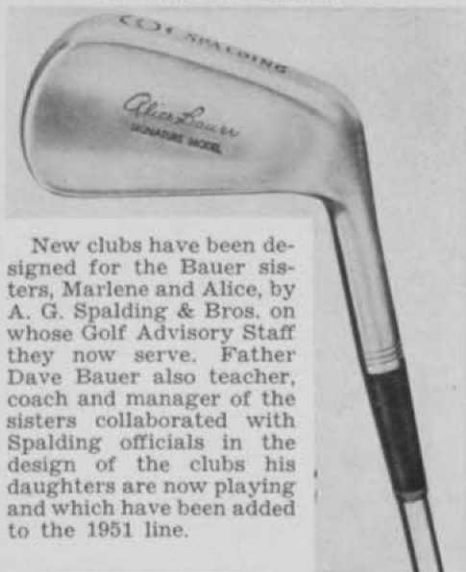 SPALDING
Alice Bauer
SIGNATURE MODEL
New clubs have been de-
signed for the Bauer sis-
ters, Marlene and Alice, by
A. G. Spalding & Bros. on
whose Golf Advisory Staff
they now serve. Father
Dave Bauer also teacher,
coach and manager of the
sisters collaborated with
Spalding officials in the
design of the clubs his
daughters are now playing
and which have been added
to the 1951 line.